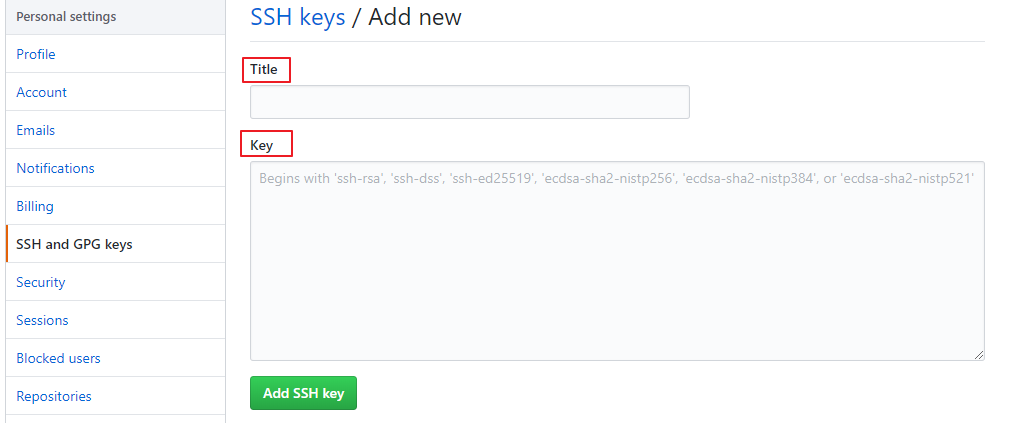 Personal settings
Profile
Account
Emails
Notifications
Billing
SSH and GPG keys
Security
Sessions
Blocked users
Repositories
SSH keys / Add new
Title
Key
Begins with 'ssh-rsa', 'ssh-dss', 'ssh-ed25519', 'ecdsa-sha2-nistp256', 'ecdsa-sha2-nistp384', or 'ecdsa-sha2-nistp521'
Add SSH key